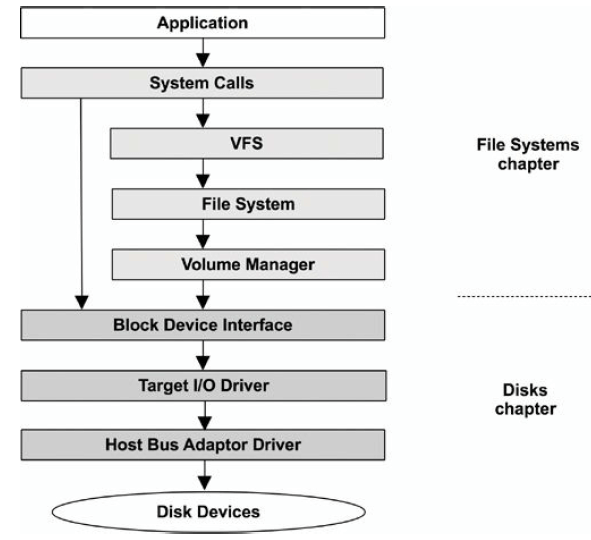 Application
System Calls
VFS
File Systems
chapter
File System
Volume Manager
Block Device Interface
Target I/O Driver
Disks
chapter
Host Bus Adaptor Driver
Disk Devices